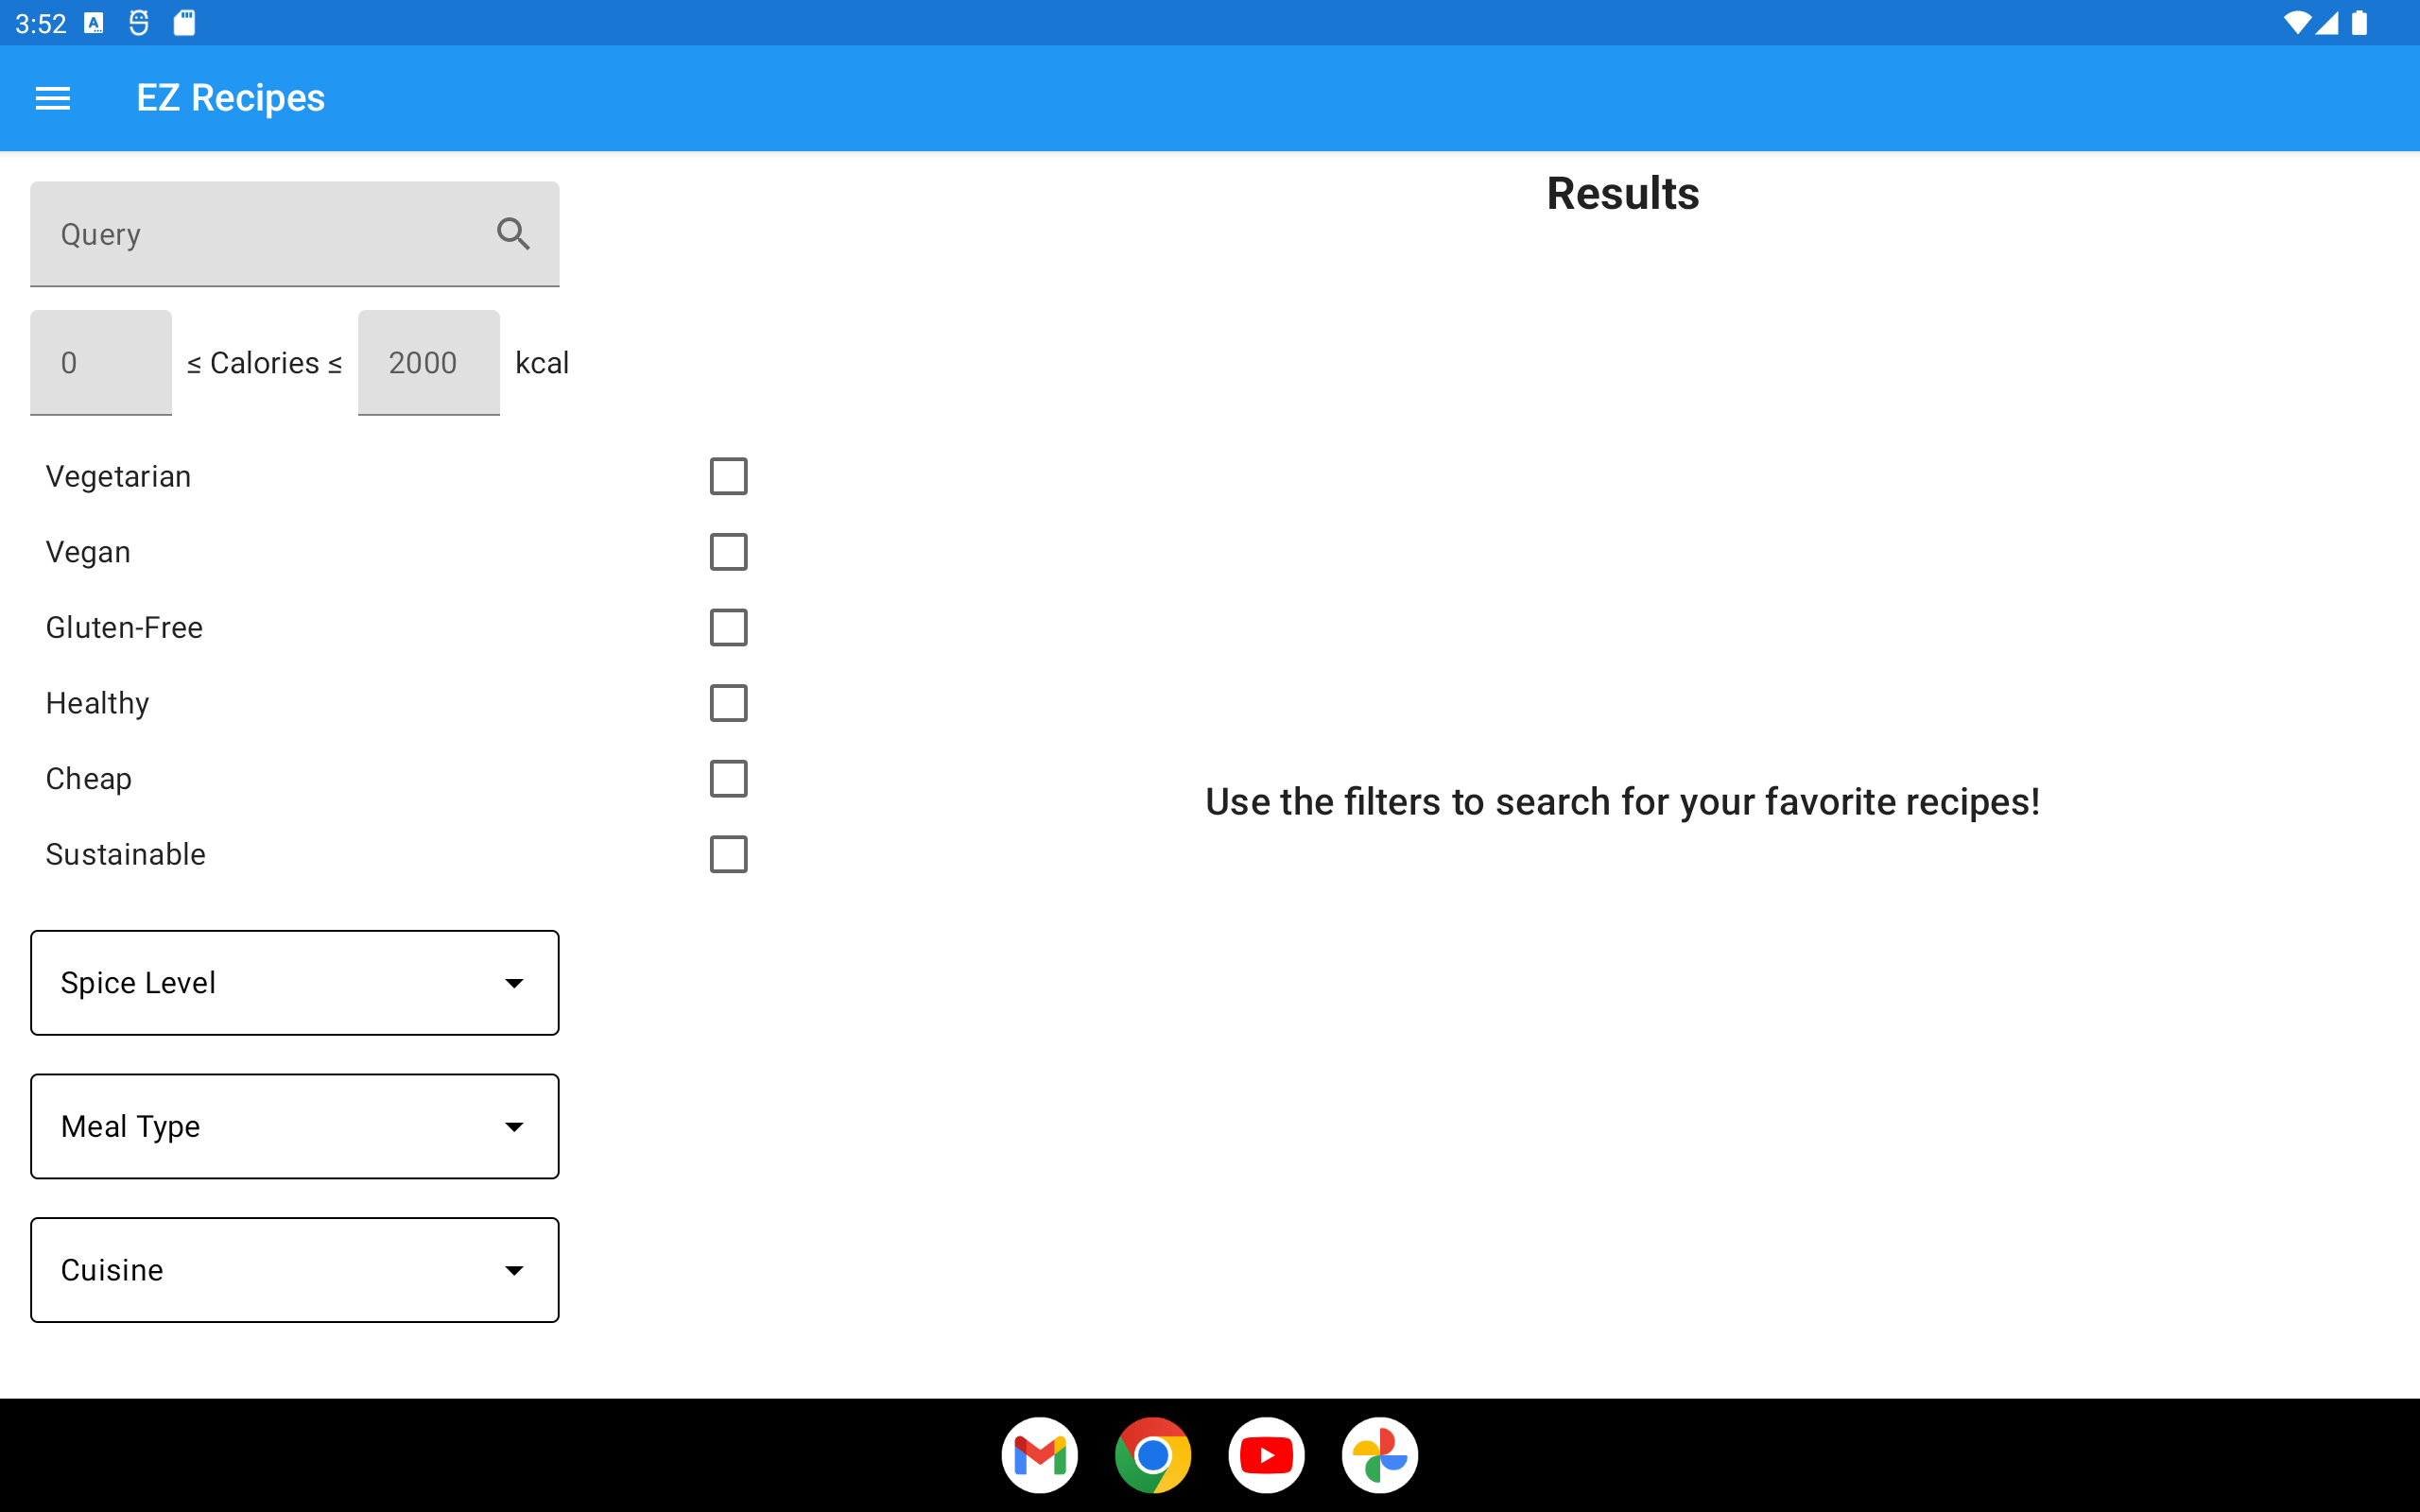 3:52
EZ Recipes
Query
0 ≤ Calories ≤ 2000 kcal
Vegetarian
Vegan
Gluten-Free
Healthy
Cheap
Sustainable
Spice Level
Meal Type
Cuisine
Results
Use the filters to search for your favorite recipes!